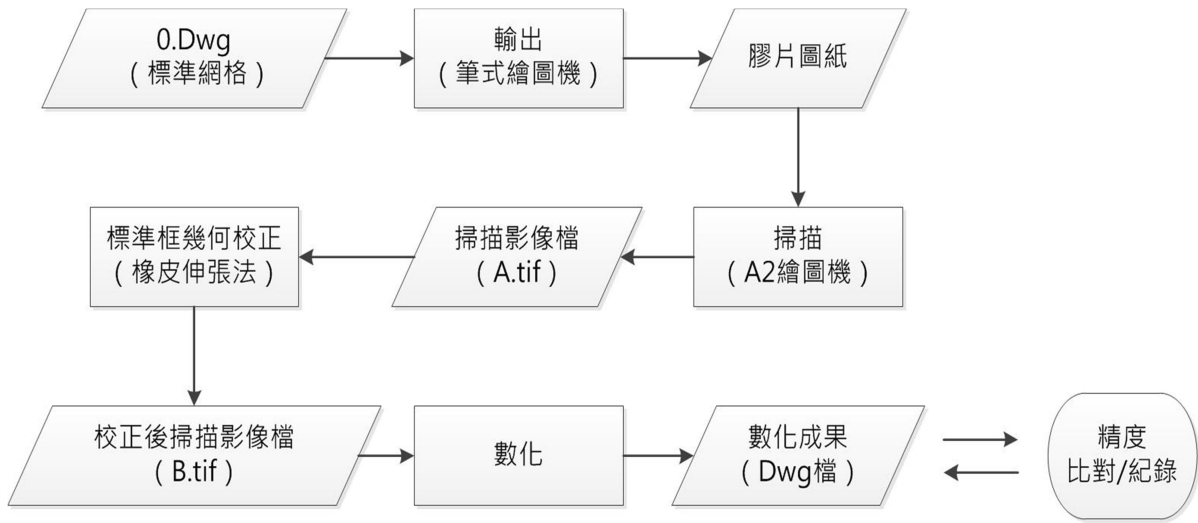 0.Dwg
（標準網格）
輸出
（筆式繪圖機）
膠片圖紙
掃描
（A2繪圖機）
掃描影像檔
（A.tif）
標準框幾何校正
（橡皮伸張法）
校正後掃描影像檔
（B.tif）
數化
數化成果
（Dwg檔）
精度
比對/紀錄